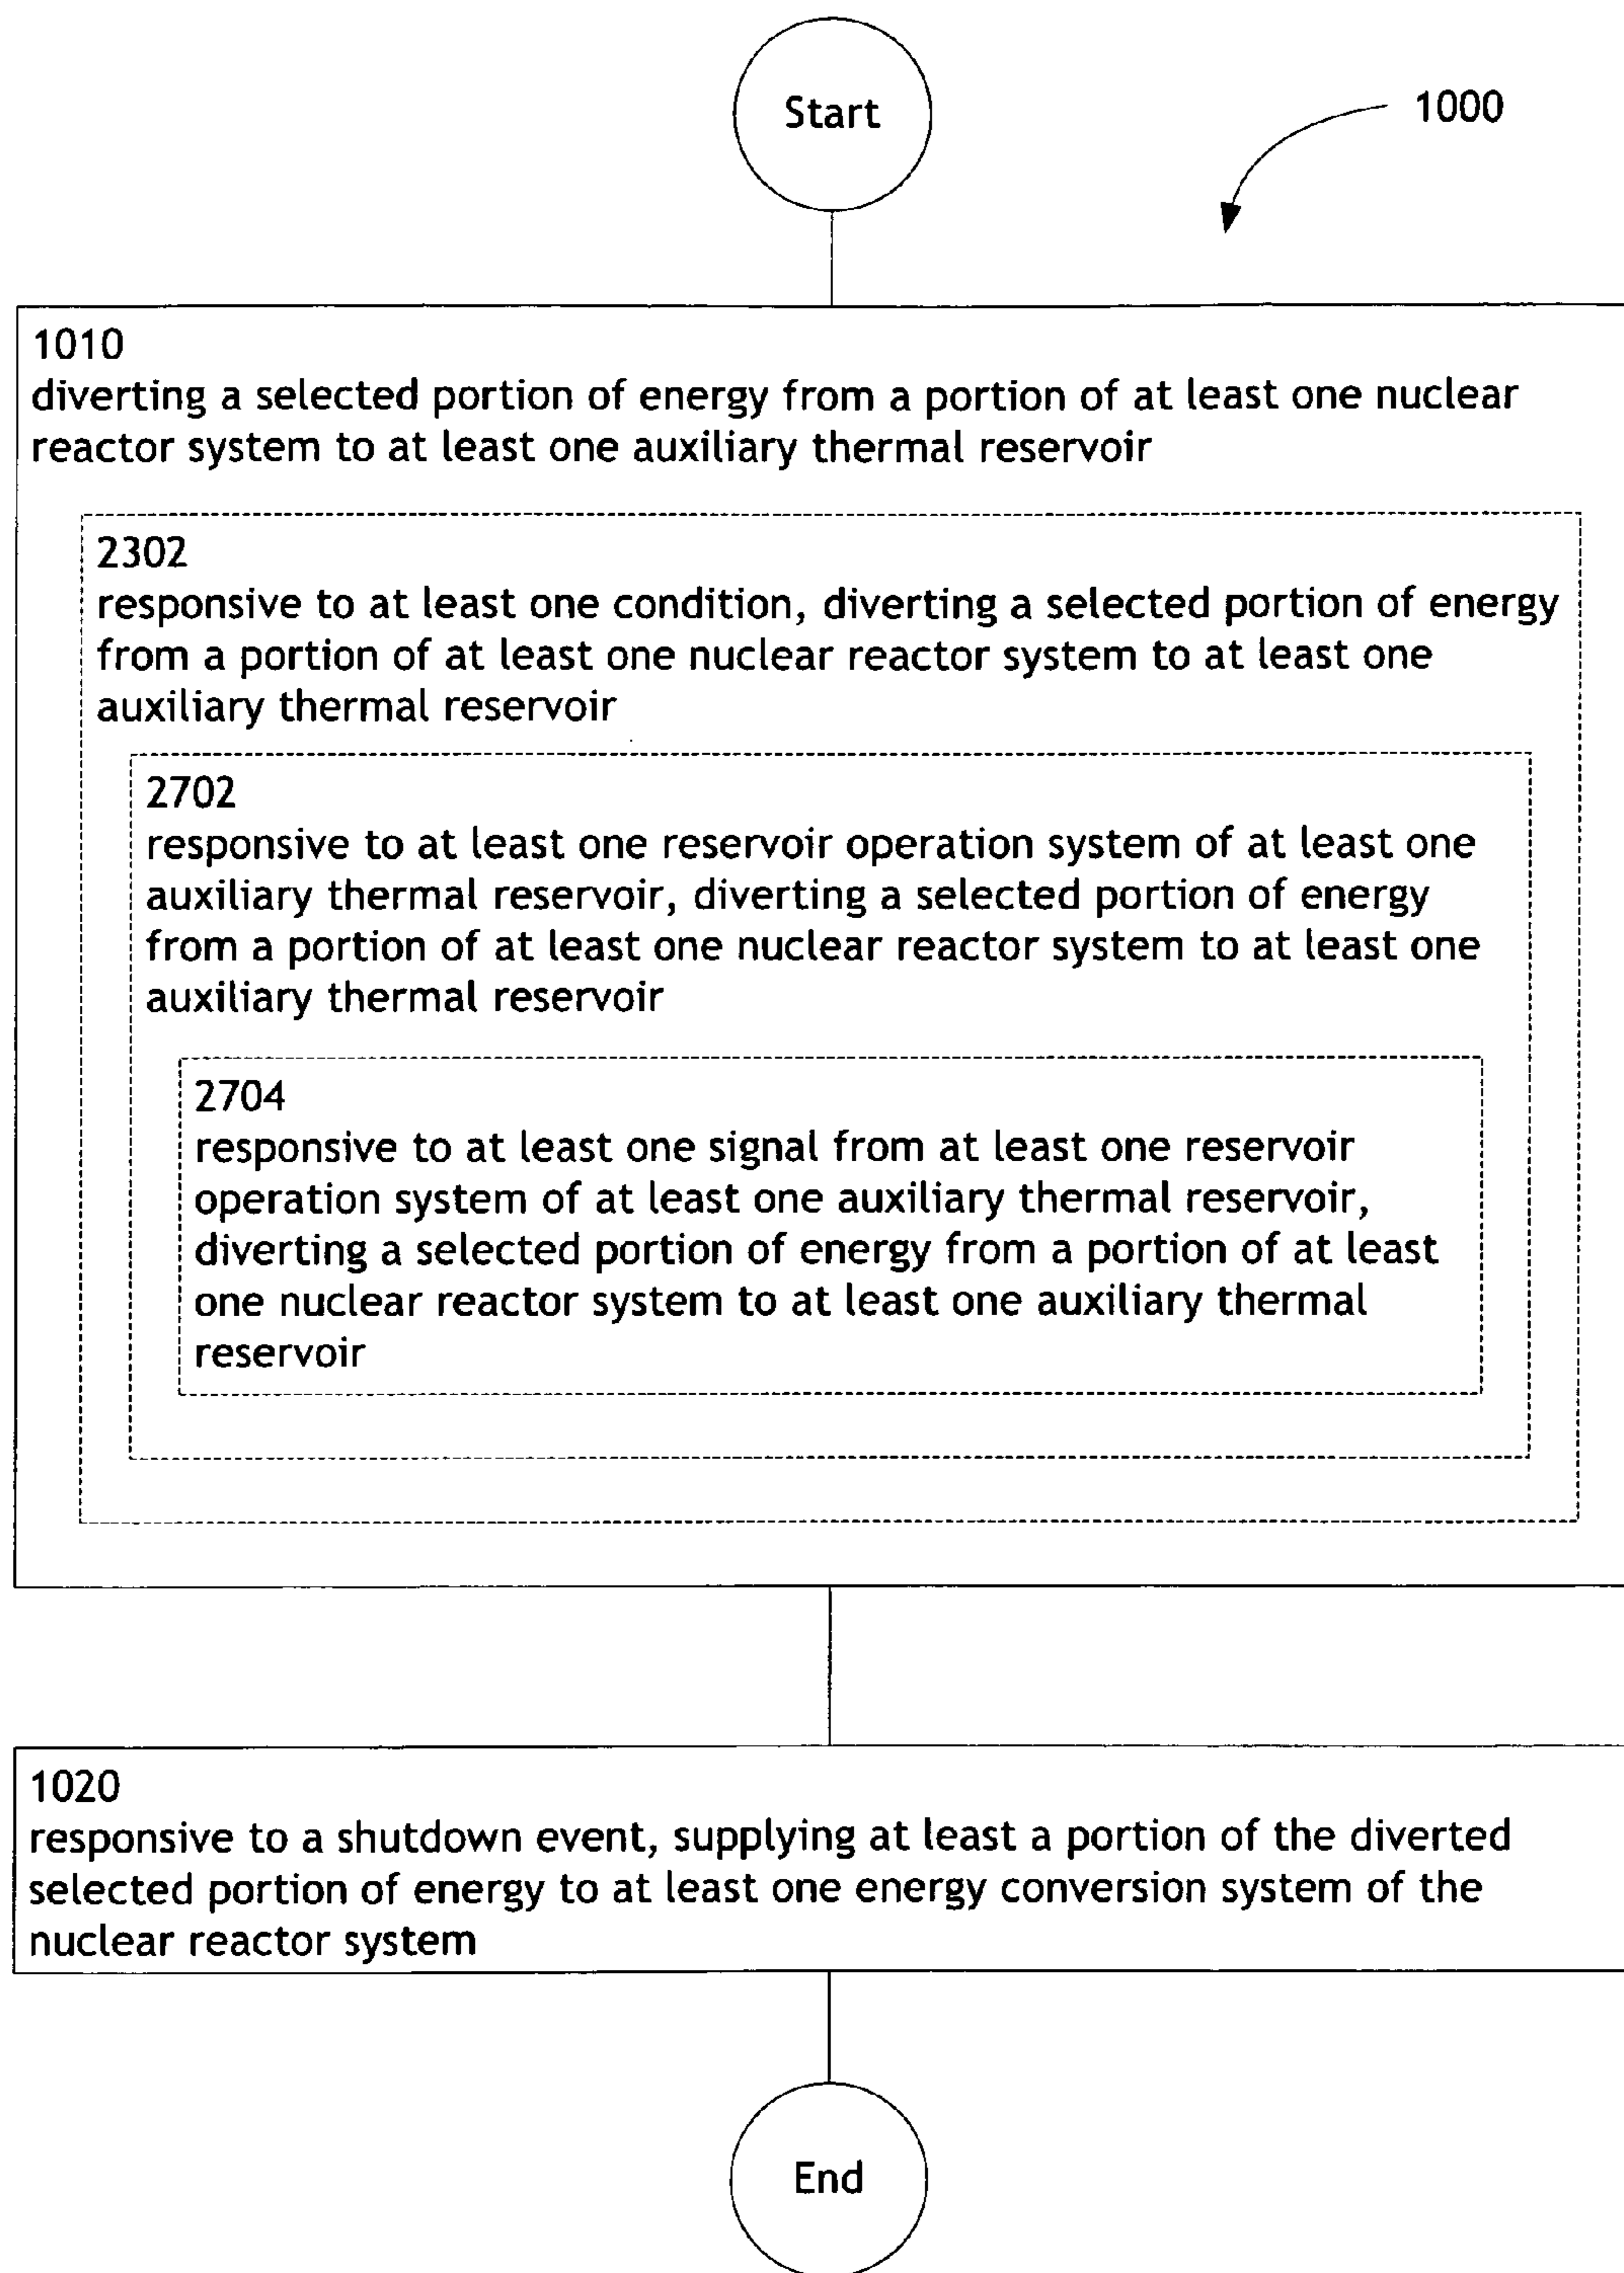 Start
1000
1010
diverting a selected portion of energy from a portion of at least one nuclear
reactor system to at least one auxiliary thermal reservoir
2302
responsive to at least one condition, diverting a selected portion of energy
from a portion of at least one nuclear reactor system to at least one
auxiliary thermal reservoir
2702
responsive to at least one reservoir operation system of at least one
auxiliary thermal reservoir, diverting a selected portion of energy
from a portion of at least one nuclear reactor system to at least one
auxiliary thermal reservoir
2704
responsive to at least one signal from at least one reservoir
operation system of at least one auxiliary thermal reservoir,
diverting a selected portion of energy from a portion of at least
one nuclear reactor system to at least one auxiliary thermal
reservoir
1020
responsive to a shutdown event, supplying at least a portion of the diverted
selected portion of energy to at least one energy conversion system of the
nuclear reactor system
End